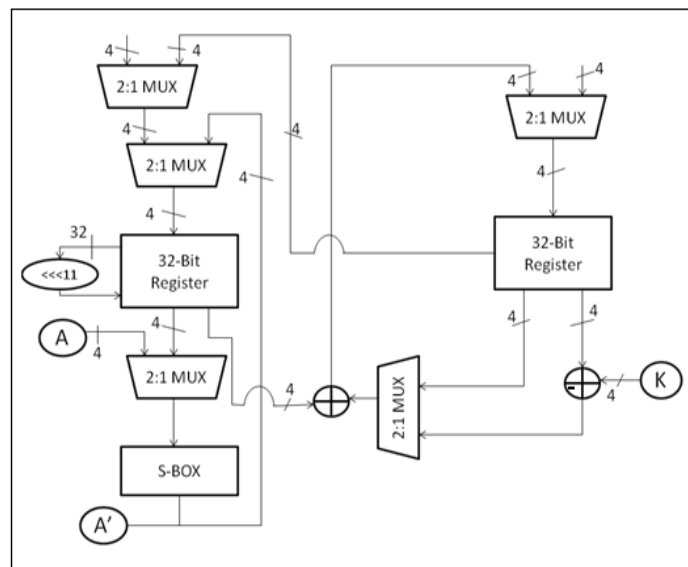 4 4 4 4
2:1 MUX 2:1 MUX
4 4
2:1 MUX
4 4
4
32 32-Bit Register
32-Bit Register
<<<11
4 4 4
A
4
2:1 MUX 2:1 MUX
4
K
4
S-BOX
A'